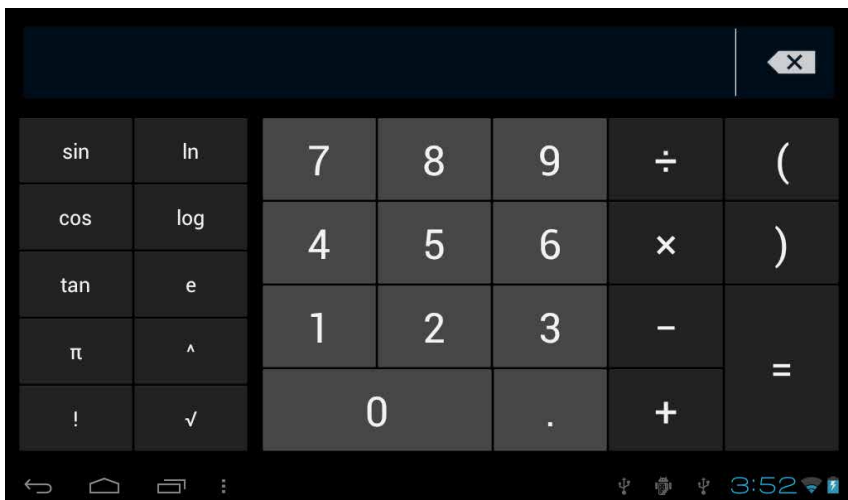 sin ln 7 8 9 ÷ (
cos log 4 5 6 × )
tan e 1 2 3 −
π ^ =
! √ 0 . +
3:52